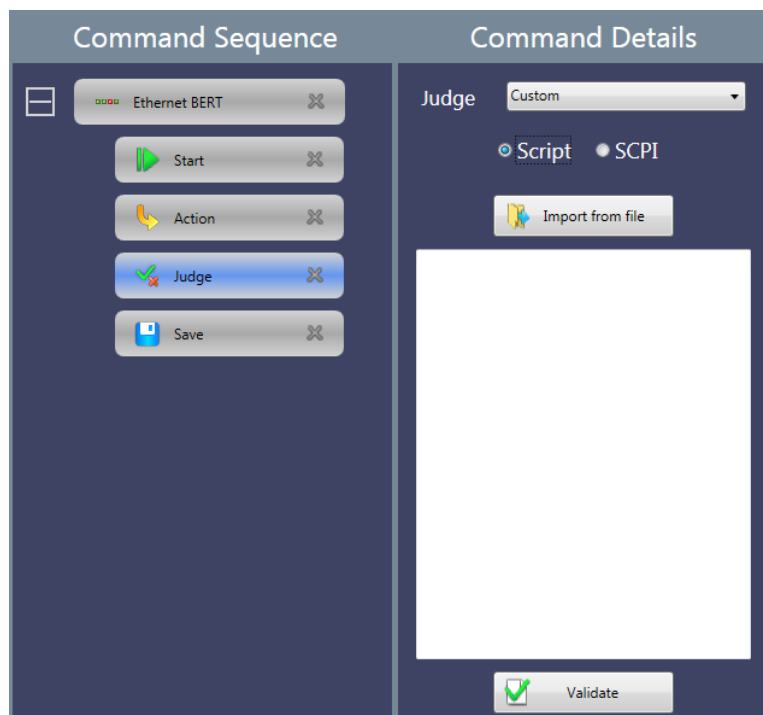 Command Sequence
Ethernet BERT
Start
Action
Judge
Save
Command Details
Judge Custom
Script SCPI
Import from file
Validate